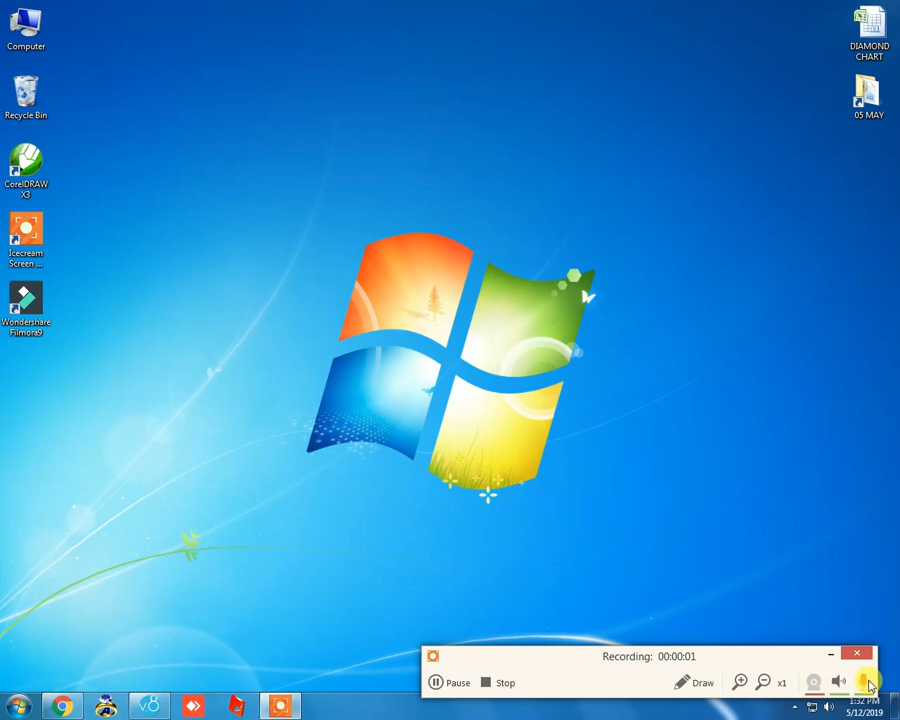 Computer
Recycle Bin
CorelDRAW
X3
Icecream
Screen ...
Wondershare
Filmora9
DIAMOND
CHART
05 MAY
Recording: 00:00:01
Pause
Stop
Draw
x1
1:32 PM
5/12/2019